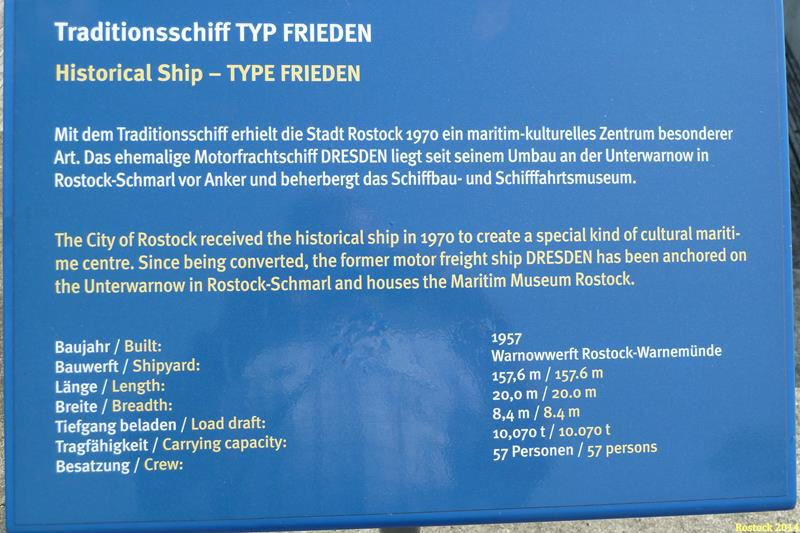 Traditionsschiff TYP FRIEDEN
Historical Ship – TYPE FRIEDEN
Mit dem Traditionsschiff erhielt die Stadt Rostock 1970 ein maritim-kulturelles Zentrum besonderer
Art. Das ehemalige Motorfrachtschiff DRESDEN liegt seit seinem Umbau an der Unterwarnow in
Rostock-Schmarl vor Anker und beherbergt das Schiffbau- und Schifffahrtsmuseum.
The City of Rostock received the historical ship in 1970 to create a special kind of cultural mariti-
me centre. Since being converted, the former motor freight ship DRESDEN has been anchored on
the Unterwarnow in Rostock-Schmarl and houses the Maritim Museum Rostock.
Baujahr / Built: 1957
Bauwerft / Shipyard: Warnowwerft Rostock-Warnemünde
Länge / Length: 157,6 m / 157.6 m
Breite / Breadth: 20,0 m / 20.0 m
Tiefgang beladen / Load draft: 8,4 m / 8.4 m
Tragfähigkeit / Carrying capacity: 10,070 t / 10.070 t
Besatzung / Crew: 57 Personen / 57 persons
Rostock 2014